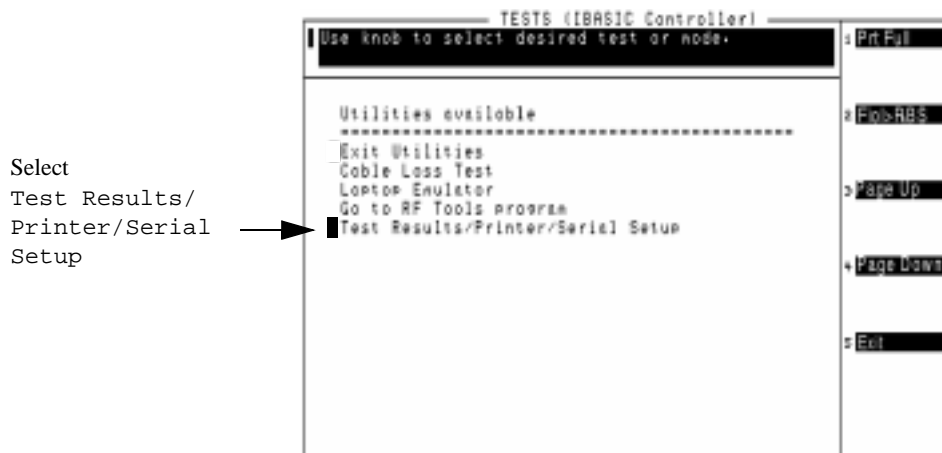 TESTS (IBASIC Controller)
Use knob to select desired test or mode.
1 Prt Full
Utilities available
2
Exit Utilities
Cable Loss Test
Laptop Emulator
Go to RF Tools program
Test Results/Printer/Serial Setup
3 Page Up
4 Page Down
5 Exit
Select
Test Results/
Printer/Serial
Setup